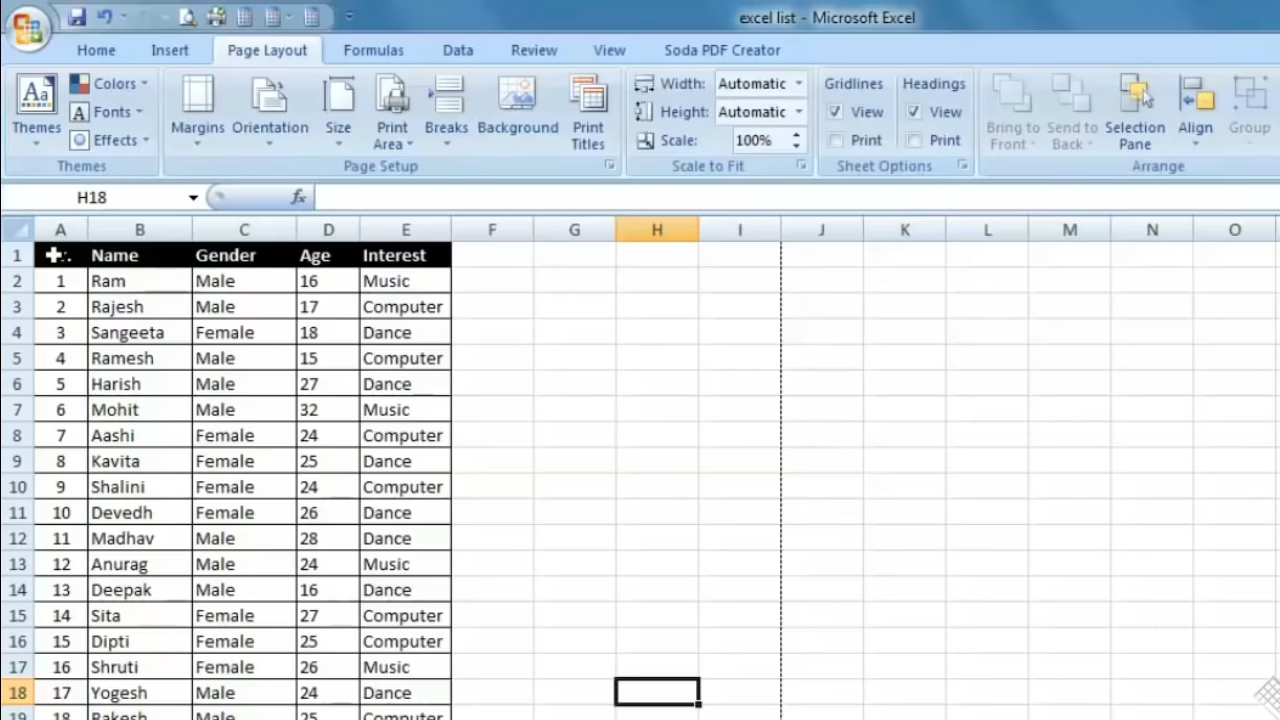 excel list - Microsoft Excel
Home Insert Page Layout Formulas Data Review View Soda PDF Creator
Aa Colors Width: Automatic Gridlines Headings
A Fonts Height: Automatic View View
Themes Effects Margins Orientation Size Print Area Breaks Background Print Titles Scale: 100% Print Print Bring to Front Send to Back Selection Pane Align Group
Themes Page Setup Scale to Fit Sheet Options Arrange
H18 fx
A B C D E F G H I J K L M N O
1 Name Gender Age Interest
2 1 Ram Male 16 Music
3 2 Rajesh Male 17 Computer
4 3 Sangeeta Female 18 Dance
5 4 Ramesh Male 15 Computer
6 5 Harish Male 27 Dance
7 6 Mohit Male 32 Music
8 7 Aashi Female 24 Computer
9 8 Kavita Female 25 Dance
10 9 Shalini Female 24 Computer
11 10 Devedh Female 26 Dance
12 11 Madhav Male 28 Dance
13 12 Anurag Male 24 Music
14 13 Deepak Male 16 Dance
15 14 Sita Female 27 Computer
16 15 Dipti Female 25 Computer
17 16 Shruti Female 26 Music
18 17 Yogesh Male 24 Dance
19 18 Rakesh Male 25 Computer